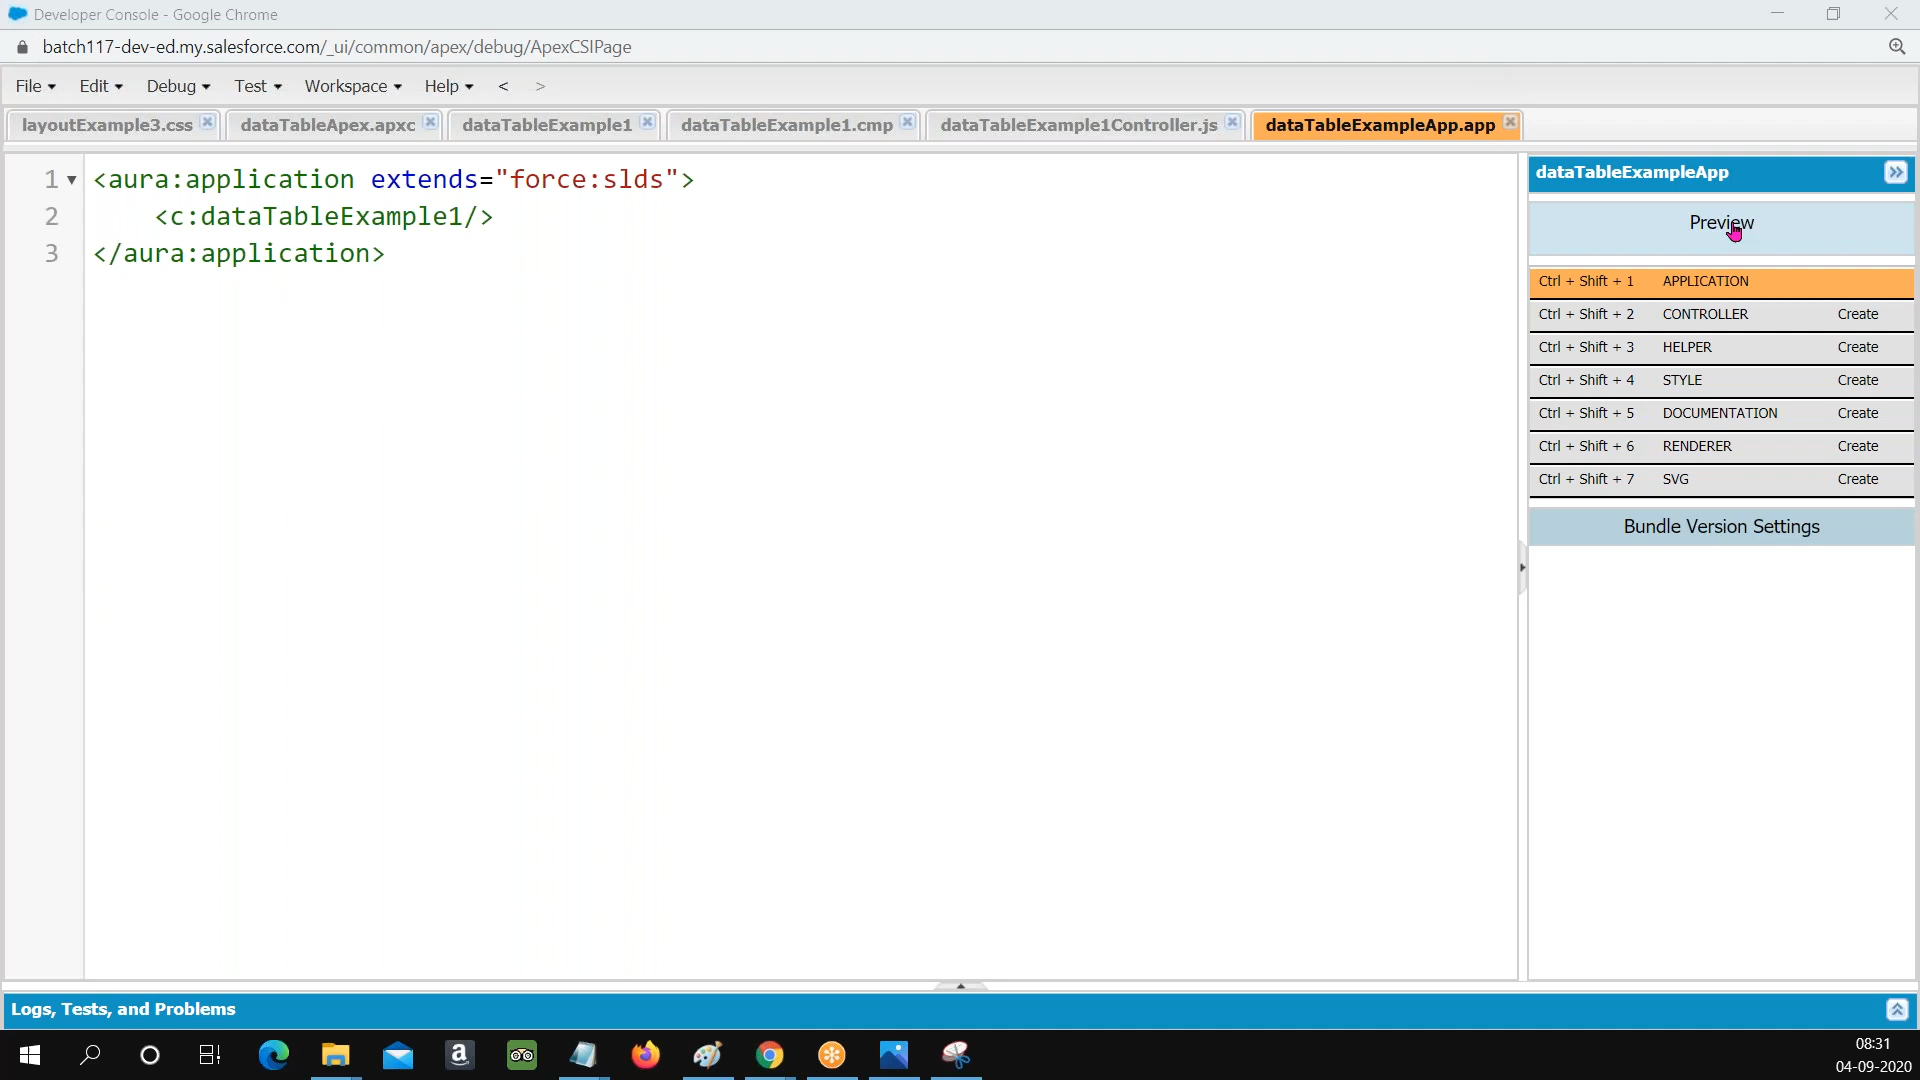 Developer Console - Google Chrome
batch117-dev-ed.my.salesforce.com/_ui/common/apex/debug/ApexCSIPage
File Edit Debug Test Workspace Help < >
layoutExample3.css dataTableApex.apxc dataTableExample1 dataTableExample1.cmp dataTableExample1Controller.js dataTableExampleApp.app
1 <aura:application extends="force:slds">
2 <c:dataTableExample1/>
3 </aura:application>
dataTableExampleApp
Preview
Ctrl + Shift + 1 APPLICATION
Ctrl + Shift + 2 CONTROLLER Create
Ctrl + Shift + 3 HELPER Create
Ctrl + Shift + 4 STYLE Create
Ctrl + Shift + 5 DOCUMENTATION Create
Ctrl + Shift + 6 RENDERER Create
Ctrl + Shift + 7 SVG Create
Bundle Version Settings
Logs, Tests, and Problems
a
08:31
04-09-2020